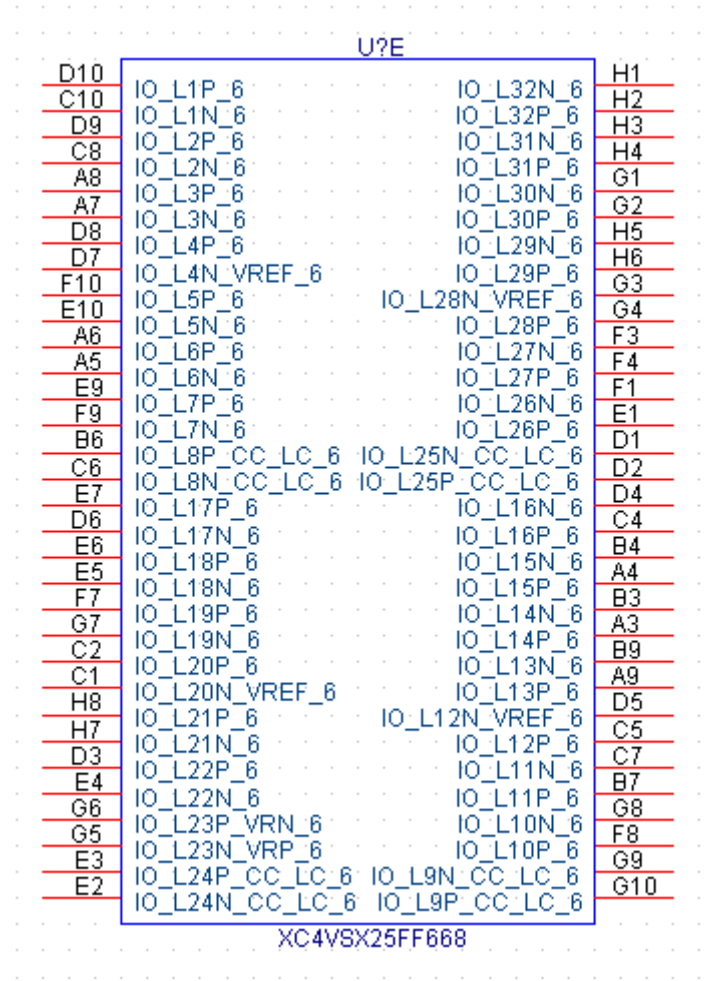 U?E
D10 IO_L1P_6 IO_L32N_6 H1
C10 IO_L1N_6 IO_L32P_6 H2
D9 IO_L2P_6 IO_L31N_6 H3
C8 IO_L2N_6 IO_L31P_6 H4
A8 IO_L3P_6 IO_L30N_6 G1
A7 IO_L3N_6 IO_L30P_6 G2
D8 IO_L4P_6 IO_L29N_6 H5
D7 IO_L4N_VREF_6 IO_L29P_6 H6
F10 IO_L5P_6 IO_L28N_VREF_6 G3
E10 IO_L5N_6 IO_L28P_6 G4
A6 IO_L6P_6 IO_L27N_6 F3
A5 IO_L6N_6 IO_L27P_6 F4
E9 IO_L7P_6 IO_L26N_6 F1
F9 IO_L7N_6 IO_L26P_6 E1
B6 IO_L8P_CC_LC_6 IO_L25N_CC_LC_6 D1
C6 IO_L8N_CC_LC_6 IO_L25P_CC_LC_6 D2
E7 IO_L17P_6 IO_L16N_6 D4
D6 IO_L17N_6 IO_L16P_6 C4
E6 IO_L18P_6 IO_L15N_6 B4
E5 IO_L18N_6 IO_L15P_6 A4
F7 IO_L19P_6 IO_L14N_6 B3
G7 IO_L19N_6 IO_L14P_6 A3
C2 IO_L20P_6 IO_L13N_6 B9
C1 IO_L20N_VREF_6 IO_L13P_6 A9
H8 IO_L21P_6 IO_L12N_VREF_6 D5
H7 IO_L21N_6 IO_L12P_6 C5
D3 IO_L22P_6 IO_L11N_6 C7
E4 IO_L22N_6 IO_L11P_6 B7
G6 IO_L23P_VRN_6 IO_L10N_6 G8
G5 IO_L23N_VRP_6 IO_L10P_6 F8
E3 IO_L24P_CC_LC_6 IO_L9N_CC_LC_6 G9
E2 IO_L24N_CC_LC_6 IO_L9P_CC_LC_6 G10
XC4VSX25FF668